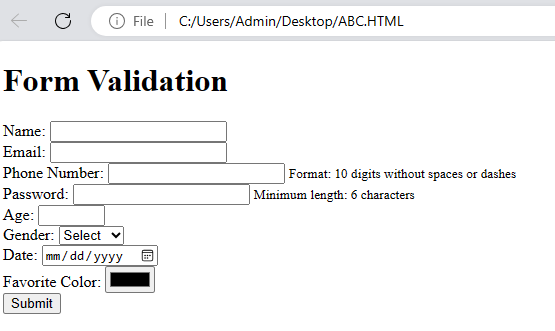 File C:/Users/Admin/Desktop/ABC.HTML
Form Validation
Name:
Email:
Phone Number: Format: 10 digits without spaces or dashes
Password: Minimum length: 6 characters
Age:
Gender: Select
Date: mm/dd/yyyy
Favorite Color:
Submit